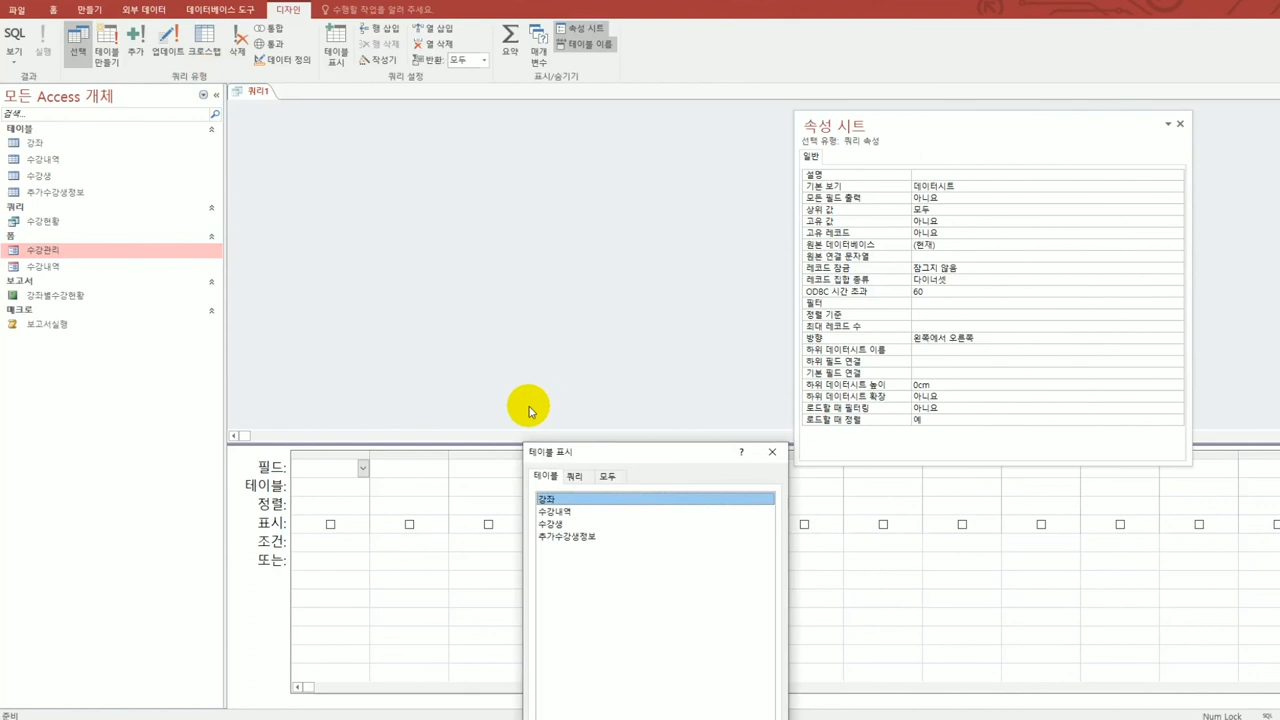 파일 홈 만들기 외부 데이터 데이터베이스 도구 디자인 수행할 작업을 알려 주세요.
SQL
보기
실행
선택
테이블
만들기
추가
업데이트
크로스탭
삭제
통합
통과
데이터 정의
테이블
표시
행 삽입
행 삭제
작성기
열 삽입
열 삭제
반환: 모두
요약
매개
변수
속성 시트
테이블 이름
결과
쿼리 유형
쿼리 설정
표시/숨기기
모든 Access 개체
검색...
테이블
강좌
수강내역
수강생
추가수강생정보
쿼리
수강현황
폼
수강관리
수강내역
보고서
강좌별수강현황
매크로
보고서실행
쿼리1
속성 시트
선택 유형: 쿼리 속성
일반
설명
기본 보기 데이터시트
모든 필드 출력 아니요
상위 값 모두
고유 값 아니요
고유 레코드 아니요
원본 데이터베이스 (현재)
원본 연결 문자열
레코드 잠금 잠그지 않음
레코드 집합 종류 다이너셋
ODBC 시간 초과 60
필터
정렬 기준
최대 레코드 수
방향 왼쪽에서 오른쪽
하위 데이터시트 이름
하위 필드 연결
기본 필드 연결
하위 데이터시트 높이 0cm
하위 데이터시트 확장 아니요
로드할 때 필터링 아니요
로드할 때 정렬 예
필드:
테이블:
정렬:
표시:
조건:
또는:
테이블 표시 ?
테이블 쿼리 모두
강좌
수강내역
수강생
추가수강생정보
준비
Num Lock
SQL